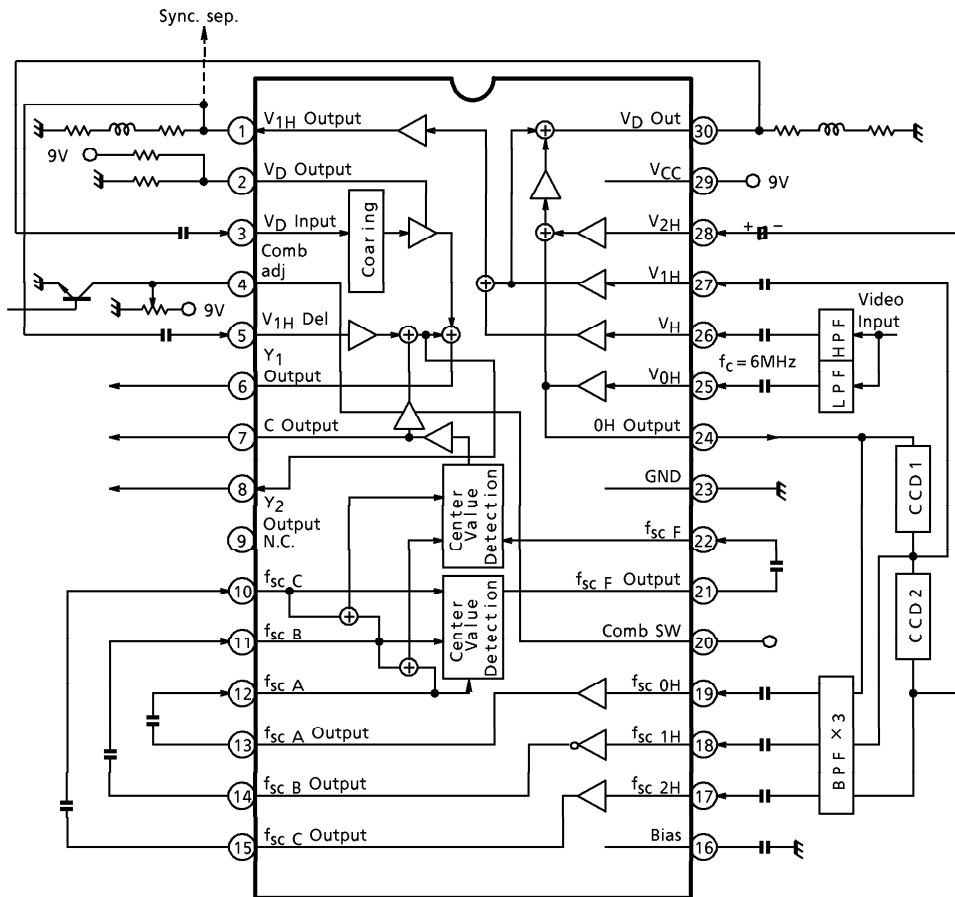 Sync. sep.
1 V1H Output
9V
2 VD Output
3 VD Input
Coaring
4 Comb adj
9V
5 V1H Del
6 Y1 Output
7 C Output
8 Y2 Output
9 N.C.
10 fsc C
11 fsc B
12 fsc A
13 fsc A Output
14 fsc B Output
15 fsc C Output
Center Value Detection
Center Value Detection
VD Out 30
VCC 29 9V
V2H 28 + -
V1H 27
VH 26
Video Input
HPF
fc = 6MHz
LPF
V0H 25
0H Output 24
CCD1
GND 23
fsc F 22
fsc F Output 21
CCD2
Comb SW 20
fsc 0H 19
fsc 1H 18
fsc 2H 17
BPF ×3
Bias 16